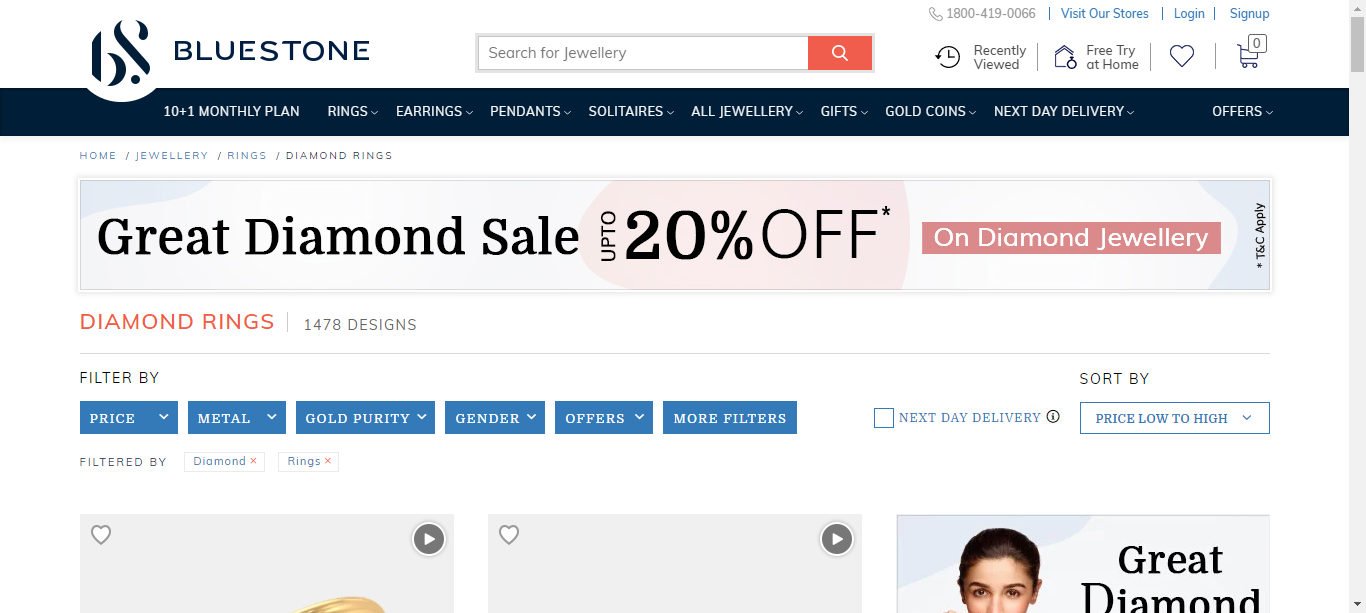 1800-419-0066 | Visit Our Stores | Login | Signup
BLUESTONE
Search for Jewellery
Recently Viewed
Free Try at Home
0
10+1 MONTHLY PLAN RINGS EARRINGS PENDANTS SOLITAIRES ALL JEWELLERY GIFTS GOLD COINS NEXT DAY DELIVERY OFFERS
HOME / JEWELLERY / RINGS / DIAMOND RINGS
Great Diamond Sale UPTO 20% OFF* On Diamond Jewellery * T&C Apply
DIAMOND RINGS | 1478 DESIGNS
FILTER BY
SORT BY
PRICE METAL GOLD PURITY GENDER OFFERS MORE FILTERS
NEXT DAY DELIVERY
PRICE LOW TO HIGH
FILTERED BY Diamond × Rings ×
Great
Diamond